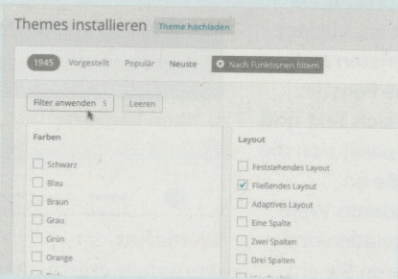 Themes installieren Theme hochladen
1945 Vorgestellt Populär Neuste Nach Funktionen filtern
Filter anwenden 5 Leeren
Farben
Schwarz
Blau
Braun
Grau
Grün
Orange
Layout
Feststehendes Layout
Fließendes Layout
Adaptives Layout
Eine Spalte
Zwei Spalten
Drei Spalten